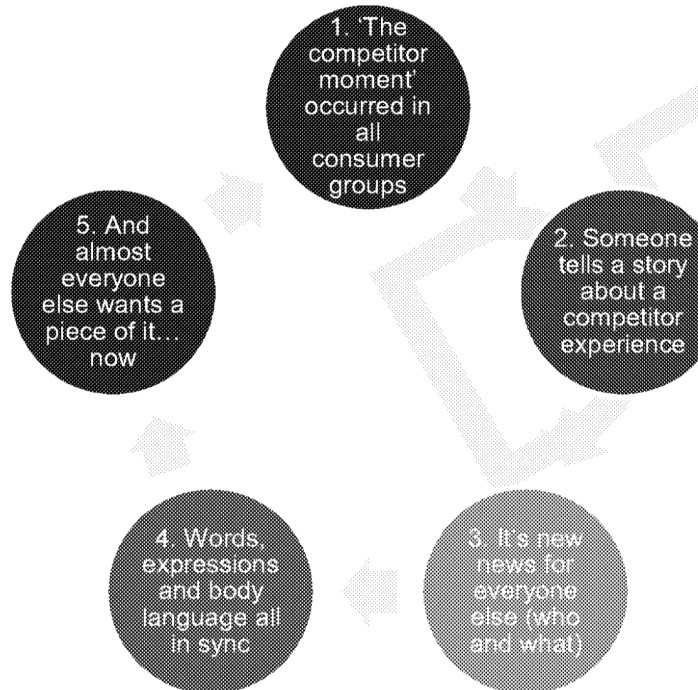 1. ‘The
competitor
moment’
occurred in
all
consumer
groups
2. Someone
tells a story
about a
competitor
experience
3. It’s new
news for
everyone
else (who
and what)
4. Words,
expressions
and body
language all
in sync
5. And
almost
everyone
else wants a
piece of it…
now